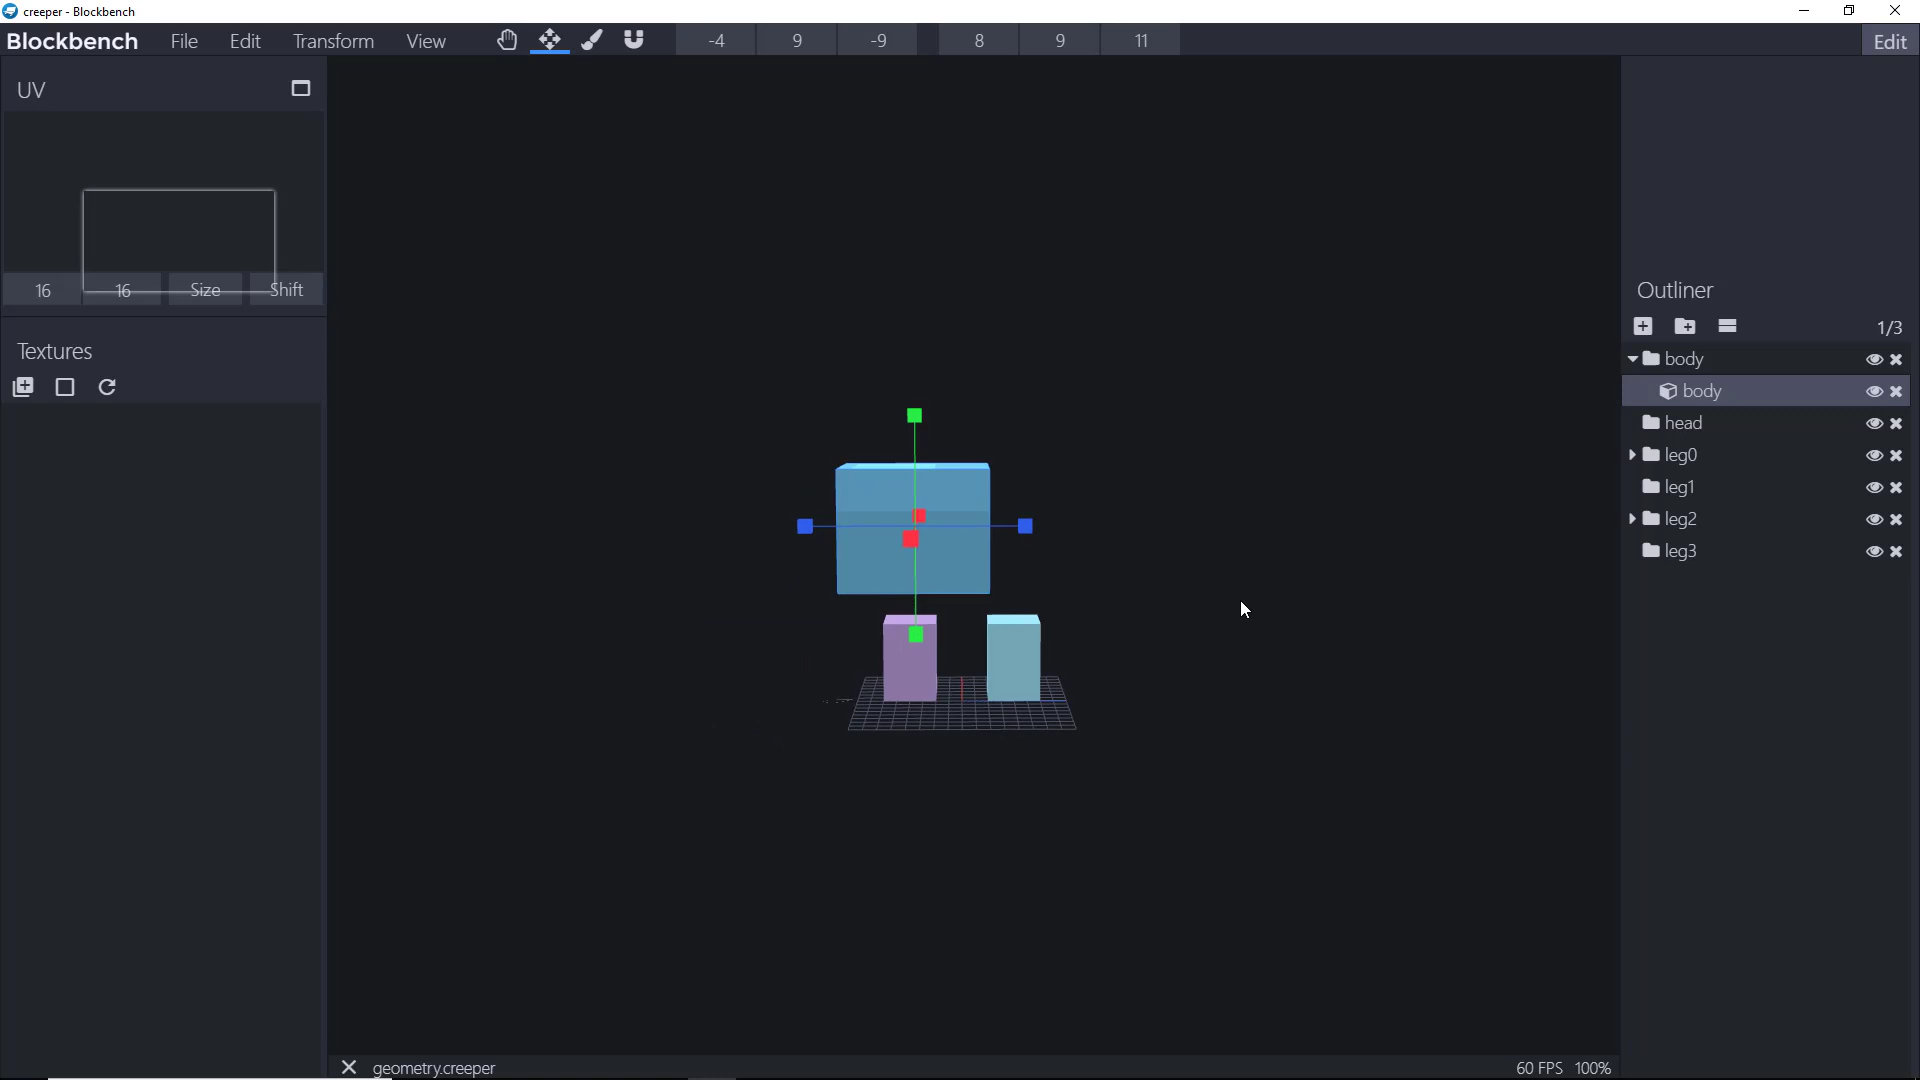 creeper - Blockbench
Blockbench File Edit Transform View -4 9 -9 8 9 11 Edit
UV
16 16 Size Shift
Textures
Outliner
1/3
body
body
head
leg0
leg1
leg2
leg3
geometry.creeper
60 FPS 100%